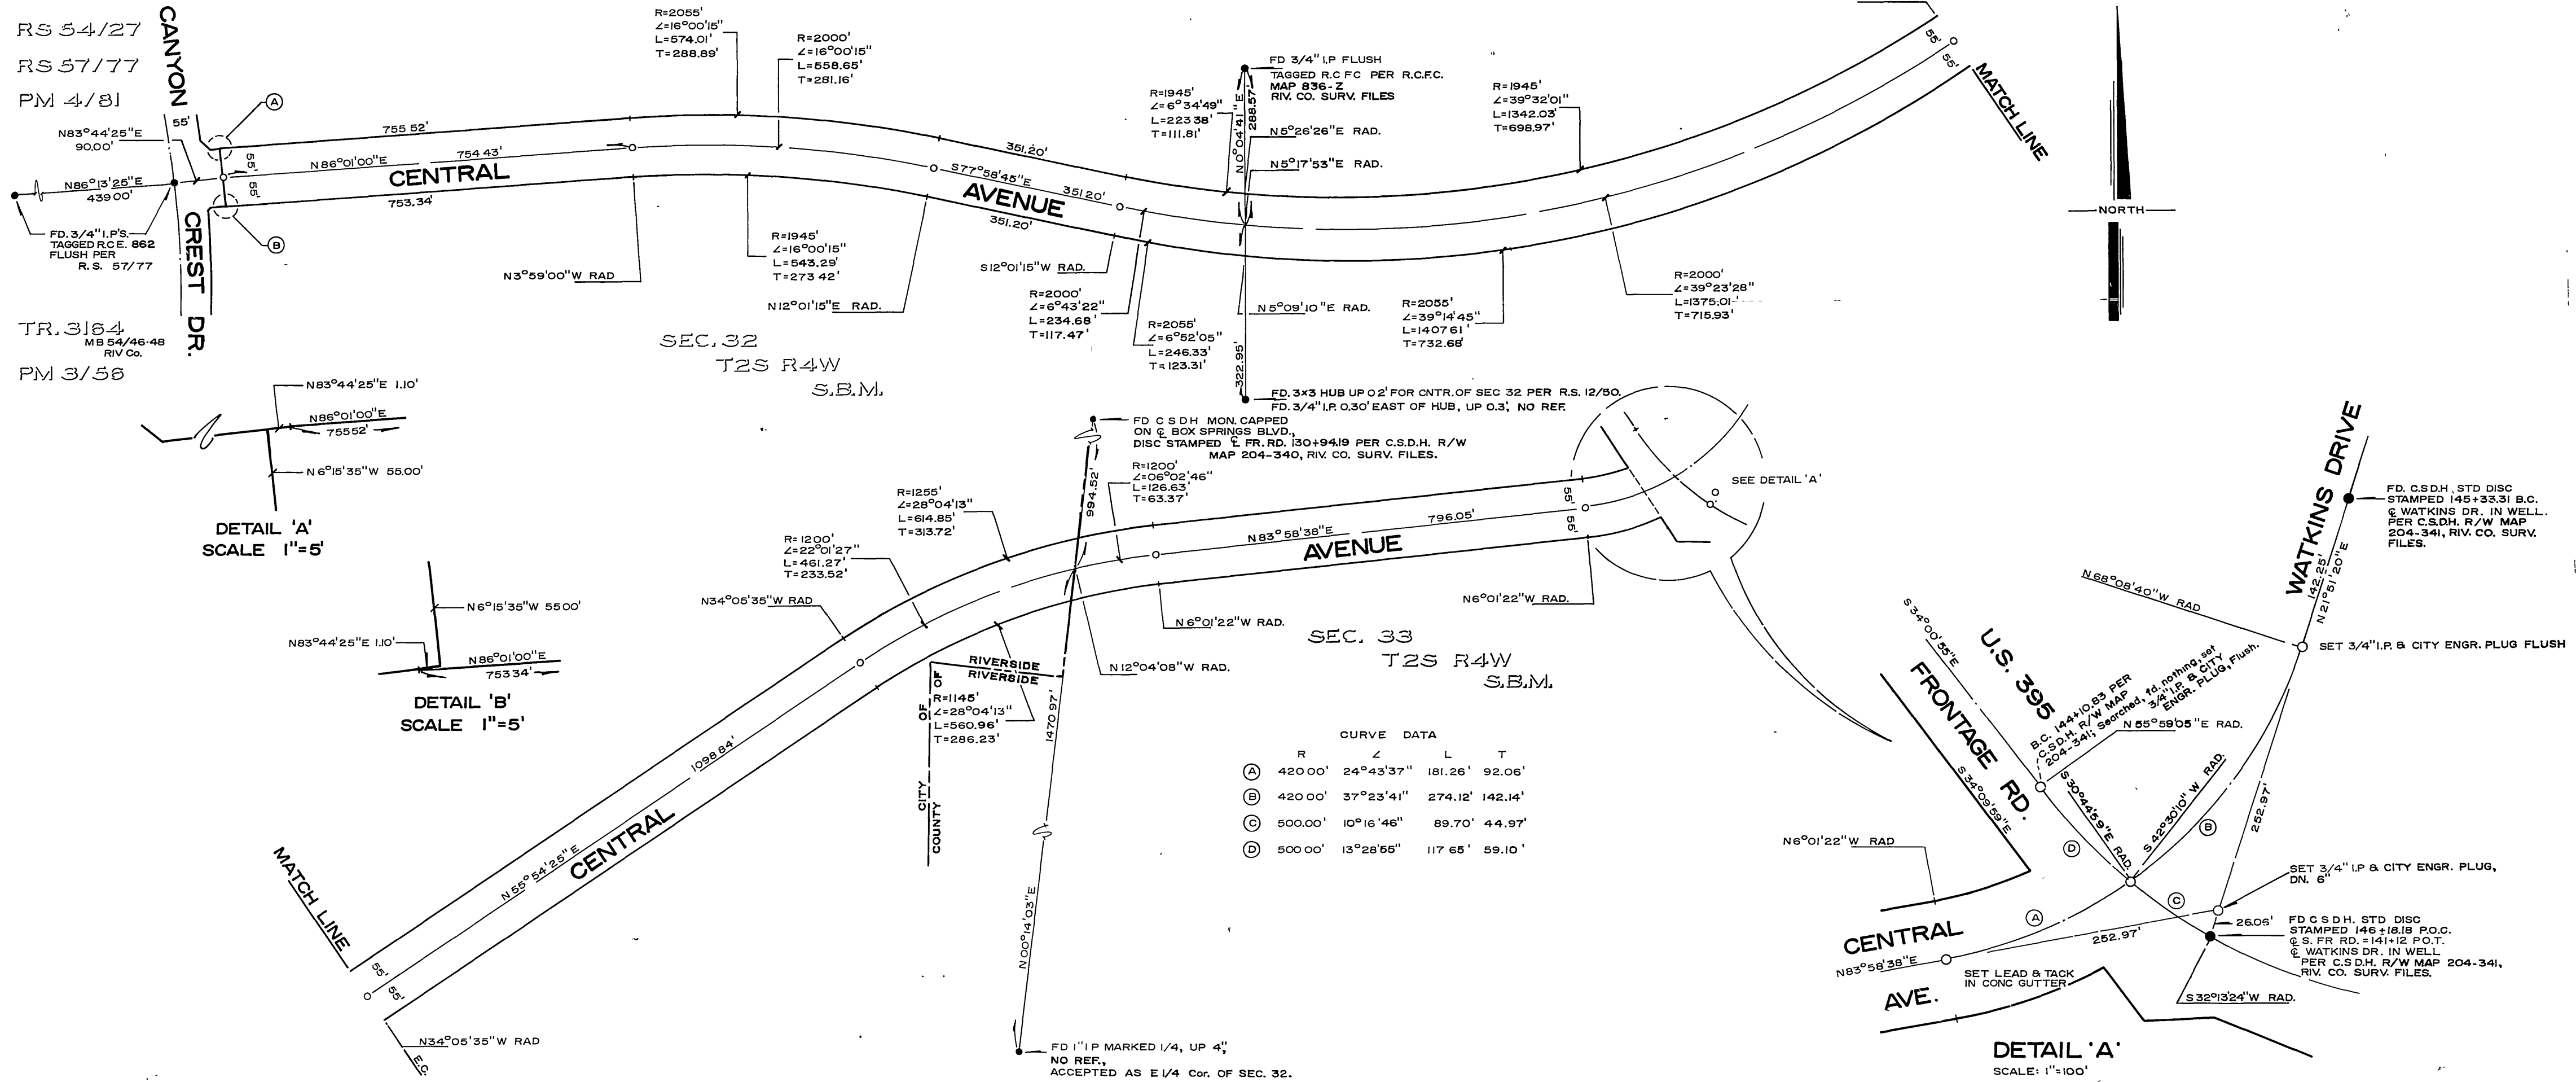 RS 54/27
RS 57/77
PM 4/81
CANYON
CREST DR.
55'
N83°44'25"E
90.00'
N86°13'25"E
439 00'
FD. 3/4" I.P'S.
TAGGED R.C.E. 862
FLUSH PER
R. S. 57/77
TR. 3164
MB 54/46-48
RIV Co.
PM 3/56
A
B
55'
55'
755 52'
N86°01'00"E
754 43'
CENTRAL
753.34'
R=2055'
∠=16°00'15"
L=574.01'
T=288.89'
R=2000'
∠=16°00'15"
L=558.65'
T=281.16'
N3°59'00"W RAD
R=1945'
∠=16°00'15"
L=543.29'
T=273 42'
N12°01'15"E RAD.
351.20'
S77°58'45"E
351.20'
AVENUE
351.20'
S12°01'15"W RAD.
R=2000'
∠=6°43'22"
L=234.68'
T=117.47'
R=2055'
∠=6°52'05"
L=246.33'
T=123.31'
R=1945'
∠=6°34'49"
L=223 38'
T=111.81'
N0°04'41"E
288.57'
FD 3/4" I.P FLUSH
TAGGED R.C FC PER R.C.F.C.
MAP 836-Z
RIV. CO. SURV. FILES
N5°26'26"E RAD.
N5°17'53"E RAD.
N5°09'10"E RAD.
322.95'
R=1945'
∠=39°32'01"
L=1342.03'
T=698.97'
R=2055'
∠=39°14'45"
L=1407 61'
T=732.68'
R=2000'
∠=39°23'28"
L=1375.01'
T=715.93'
55'
55'
MATCH LINE
NORTH
SEC. 32
T2S R4W
S.B.M.
FD. 3x3 HUB UP 0 2' FOR CNTR. OF SEC 32 PER R.S. 12/50.
FD. 3/4" I.P. 0.30' EAST OF HUB, UP 0.3', NO REF.
N83°44'25"E 1.10'
N86°01'00"E
75552'
N6°15'35"W 55.00'
DETAIL 'A'
SCALE 1"=5'
N6°15'35"W 5500'
N83°44'25"E 1.10'
N86°01'00"E
753 34'
DETAIL 'B'
SCALE 1"=5'
FD C S D H MON. CAPPED
ON ℄ BOX SPRINGS BLVD.,
DISC STAMPED ℄ FR. RD. 130+94.19 PER C.S.D.H. R/W
MAP 204-340, RIV. CO. SURV. FILES.
994.52'
R=1200'
∠=06°02'46"
L=126.63'
T=63.37'
R=1255'
∠=28°04'13"
L=614.85'
T=313.72'
R=1200'
∠=22°01'27"
L=461.27'
T=233.52'
N34°05'35"W RAD
N83°58'38"E
796.05'
AVENUE
55'
55'
SEE DETAIL 'A'
N6°01'22"W RAD.
N6°01'22"W RAD.
N12°04'08"W RAD.
RIVERSIDE
RIVERSIDE
CITY OF
COUNTY OF
R=1145'
∠=28°04'13"
L=560.96'
T=286.23'
1470 97'
N00°14'03"E
SEC. 33
T2S R4W
S.B.M.
CURVE DATA
R ∠ L T
A 420 00' 24°43'37" 181.26' 92.06'
B 420 00' 37°23'41" 274.12' 142.14'
C 500.00' 10°16'46" 89.70' 44.97'
D 500 00' 13°28'55" 117 65' 59.10'
1098 84'
N55°54'25"E
CENTRAL
MATCH LINE
55'
55'
N34°05'35"W RAD
E.C.
FD 1" I P MARKED 1/4, UP 4",
NO REF.,
ACCEPTED AS E 1/4 Cor. OF SEC. 32.
WATKINS DRIVE
FD. C.S.D.H. STD DISC
STAMPED 145+33.31 B.C.
℄ WATKINS DR. IN WELL.
PER C.S.D.H. R/W MAP
204-341, RIV. CO. SURV.
FILES.
142.25'
N21°51'20"E
N68°08'40"W RAD
SET 3/4" I.P. & CITY ENGR. PLUG FLUSH
S34°00'55"E
U.S. 395
FRONTAGE RD.
S34°09'59"E
B.C. 144+10.83 PER
C.S.D.H. R/W MAP
204-341; Searched, fd. nothing, set
3/4" I.P. & CITY
ENGR. PLUG, Flush.
N55°59'05"E RAD.
S30°44'59"E RAD.
S42°30'10"W RAD.
252.97'
B
D
C
A
SET 3/4" I.P & CITY ENGR. PLUG,
DN. 6"
26.05'
FD C S D H. STD DISC
STAMPED 146+18.18 P.O.C.
℄ S. FR RD. =141+12 P.O.T.
℄ WATKINS DR. IN WELL
PER C.S.D.H. R/W MAP 204-341,
RIV. CO. SURV. FILES.
N6°01'22"W RAD
CENTRAL
N83°58'38"E
252.97'
SET LEAD & TACK
IN CONC GUTTER
AVE.
S32°13'24"W RAD.
DETAIL 'A'
SCALE: 1"=100'